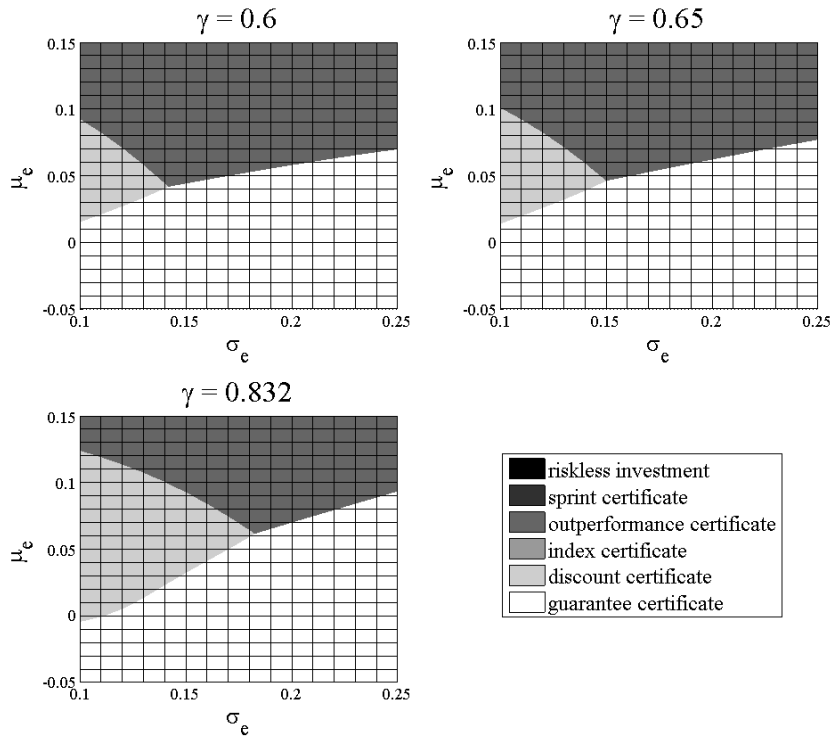 γ = 0.6
0.15
0.1
0.05
0
-0.05
μe
0.1 0.15 0.2 0.25
σe
γ = 0.65
0.15
0.1
0.05
0
-0.05
μe
0.1 0.15 0.2 0.25
σe
γ = 0.832
0.15
0.1
0.05
0
-0.05
μe
0.1 0.15 0.2 0.25
σe
riskless investment
sprint certificate
outperformance certificate
index certificate
discount certificate
guarantee certificate